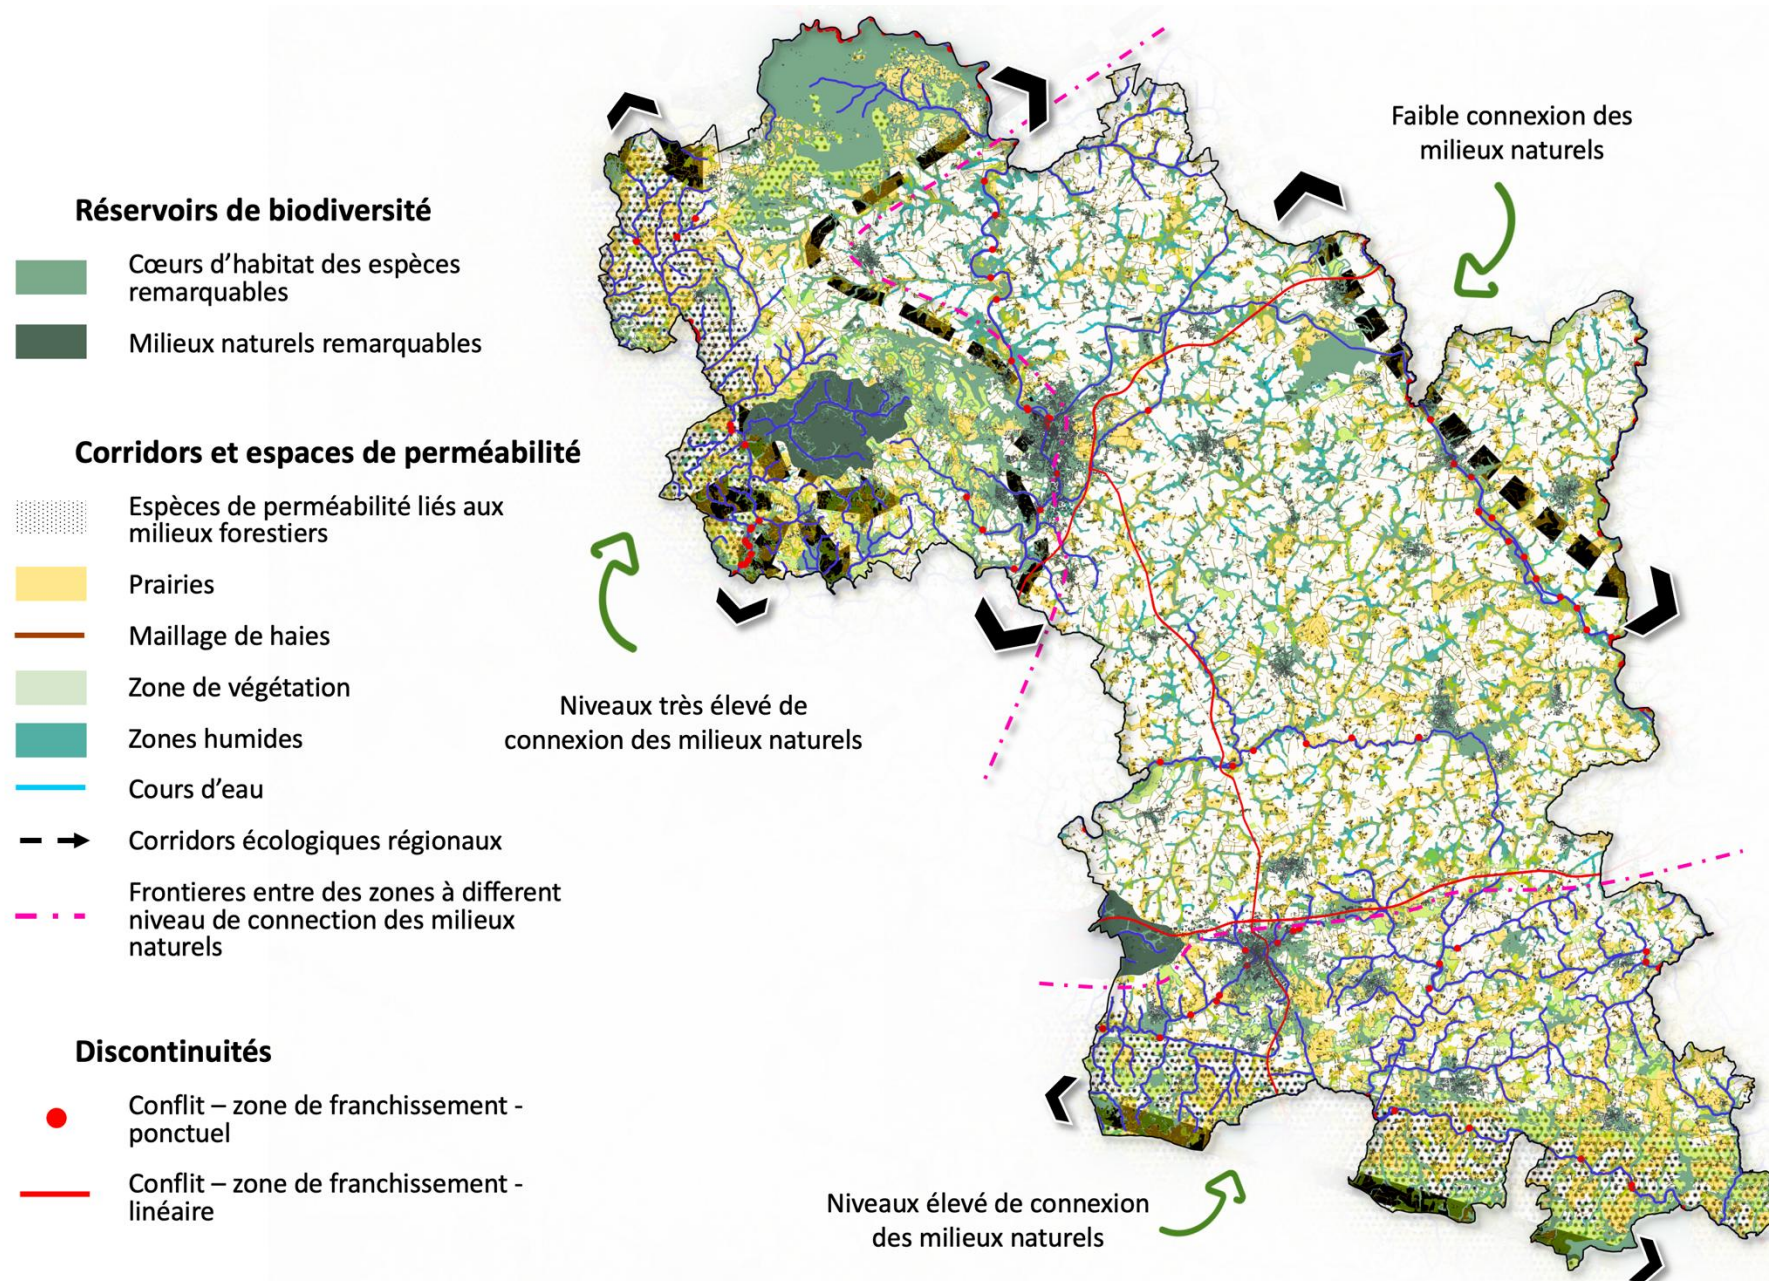 Réservoirs de biodiversité
Cœurs d'habitat des espèces
remarquables
Milieux naturels remarquables
Corridors et espaces de perméabilité
Espèces de perméabilité liés aux
milieux forestiers
Prairies
Maillage de haies
Zone de végétation
Zones humides
Cours d'eau
Corridors écologiques régionaux
Frontieres entre des zones à different
niveau de connection des milieux
naturels
Discontinuités
Conflit – zone de franchissement -
ponctuel
Conflit – zone de franchissement -
linéaire
Faible connexion des
milieux naturels
Niveaux très élevé de
connexion des milieux naturels
Niveaux élevé de connexion
des milieux naturels